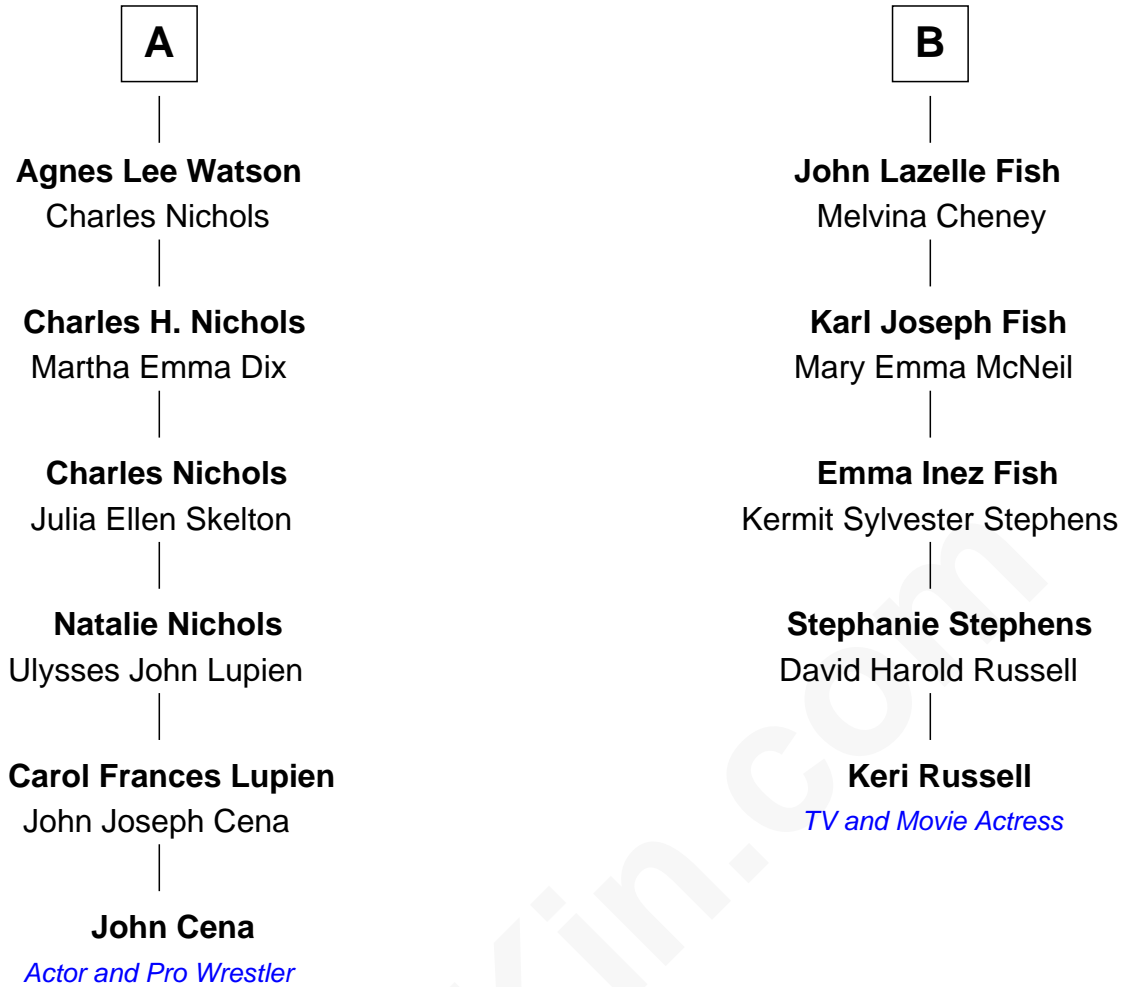 A
Agnes Lee Watson
Charles Nichols
Charles H. Nichols
Martha Emma Dix
Charles Nichols
Julia Ellen Skelton
Natalie Nichols
Ulysses John Lupien
Carol Frances Lupien
John Joseph Cena
John Cena
Actor and Pro Wrestler
B
John Lazelle Fish
Melvina Cheney
Karl Joseph Fish
Mary Emma McNeil
Emma Inez Fish
Kermit Sylvester Stephens
Stephanie Stephens
David Harold Russell
Keri Russell
TV and Movie Actress
Kin.com